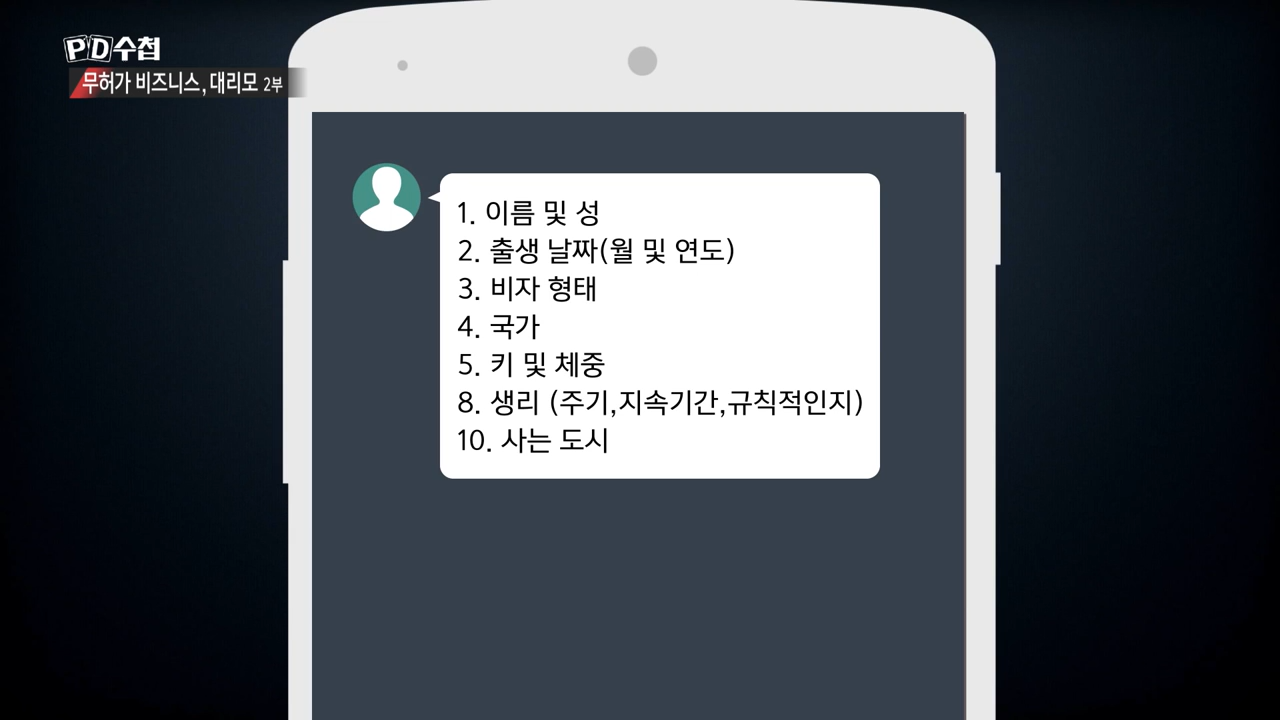 PD수첩
무허가 비즈니스, 대리모 2부
1. 이름 및 성
2. 출생 날짜(월 및 연도)
3. 비자 형태
4. 국가
5. 키 및 체중
8. 생리 (주기,지속기간,규칙적인지)
10. 사는 도시